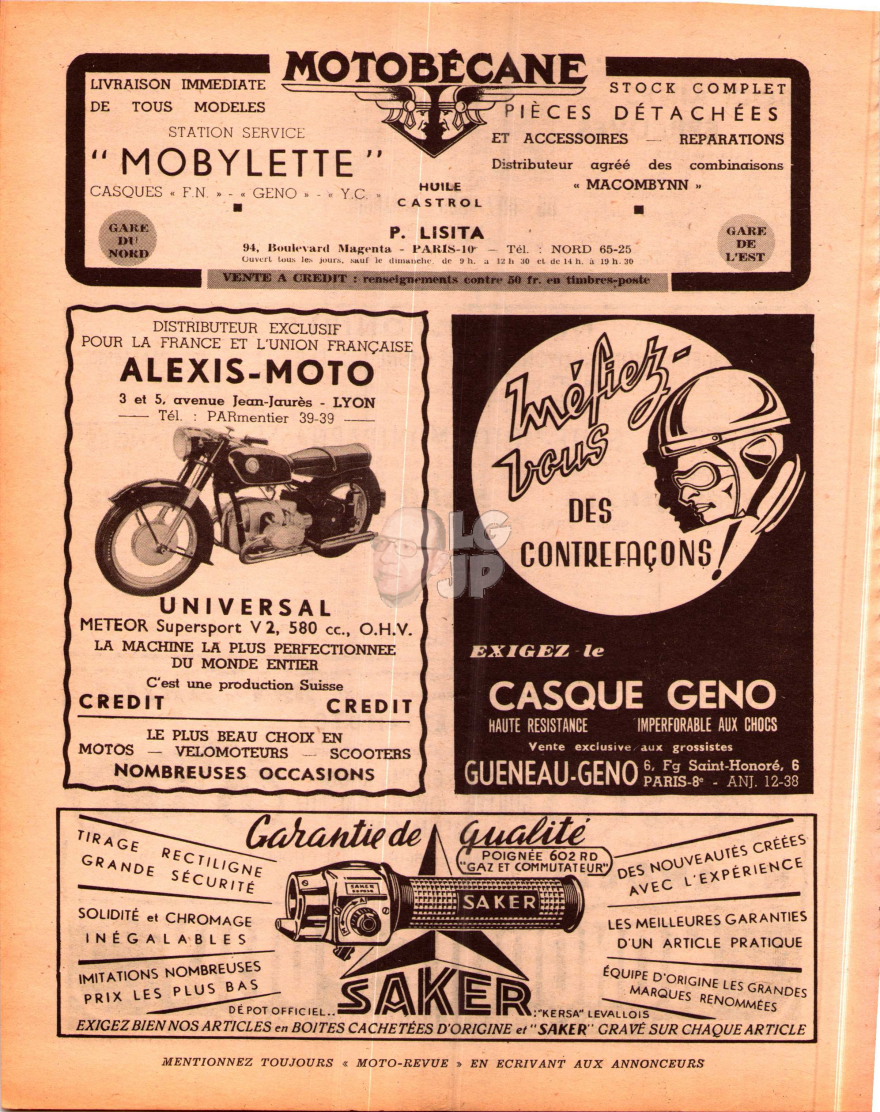 MOTOBÉCANE
LIVRAISON IMMEDIATE
DE TOUS MODELES
STATION SERVICE
" MOBYLETTE "
CASQUES « F.N. » - « GENO » - « Y.C. »
STOCK COMPLET
PIÈCES DÉTACHÉES
ET ACCESSOIRES — REPARATIONS
Distributeur agréé des combinaisons
« MACOMBYNN »
HUILE
CASTROL
GARE
DU
NORD
P. LISITA
94, Boulevard Magenta - PARIS-10e — Tél. : NORD 65-25
Ouvert tous les jours, sauf le dimanche, de 9 h. à 12 h 30 et de 14 h. à 19 h. 30
GARE
DE
L'EST
VENTE A CREDIT : renseignements contre 50 fr. en timbres-poste
DISTRIBUTEUR EXCLUSIF
POUR LA FRANCE ET L'UNION FRANÇAISE
ALEXIS-MOTO
3 et 5, avenue Jean-Jaurès - LYON
— Tél. : PARmentier 39-39 —
UNIVERSAL
METEOR Supersport V 2, 580 cc., O.H.V.
LA MACHINE LA PLUS PERFECTIONNEE
DU MONDE ENTIER
C'est une production Suisse
CREDIT CREDIT
LE PLUS BEAU CHOIX EN
MOTOS — VELOMOTEURS — SCOOTERS
NOMBREUSES OCCASIONS
LG
JP
Méfiez-
vous
DES
CONTREFAÇONS!
EXIGEZ le
CASQUE GENO
HAUTE RESISTANCE IMPERFORABLE AUX CHOCS
Vente exclusive aux grossistes
GUENEAU-GENO
6, Fg Saint-Honoré, 6
PARIS-8e - ANJ. 12-38
Garantie de qualité
POIGNÉE 602 RD
"GAZ ET COMMUTATEUR"
TIRAGE RECTILIGNE
GRANDE SÉCURITÉ
SOLIDITÉ et CHROMAGE
INÉGALABLES
IMITATIONS NOMBREUSES
PRIX LES PLUS BAS
SAKER
SAKER
DES NOUVEAUTÉS CRÉÉES
AVEC L'EXPÉRIENCE
LES MEILLEURES GARANTIES
D'UN ARTICLE PRATIQUE
ÉQUIPE D'ORIGINE LES GRANDES
MARQUES RENOMMÉES
DÉPOT OFFICIEL.. SAKER :"KERSA" LEVALLOIS
EXIGEZ BIEN NOS ARTICLES en BOITES CACHETÉES D'ORIGINE et "SAKER" GRAVÉ SUR CHAQUE ARTICLE
MENTIONNEZ TOUJOURS « MOTO-REVUE » EN ECRIVANT AUX ANNONCEURS